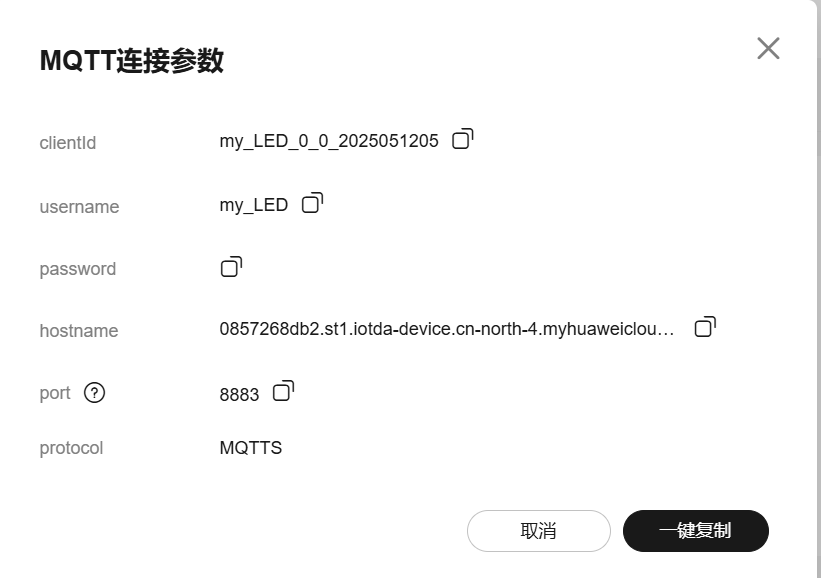 MQTT连接参数
clientId my_LED_0_0_2025051205
username my_LED
password
hostname 0857268db2.st1.iotda-device.cn-north-4.myhuaweiclou…
port ? 8883
protocol MQTTS
取消 一键复制